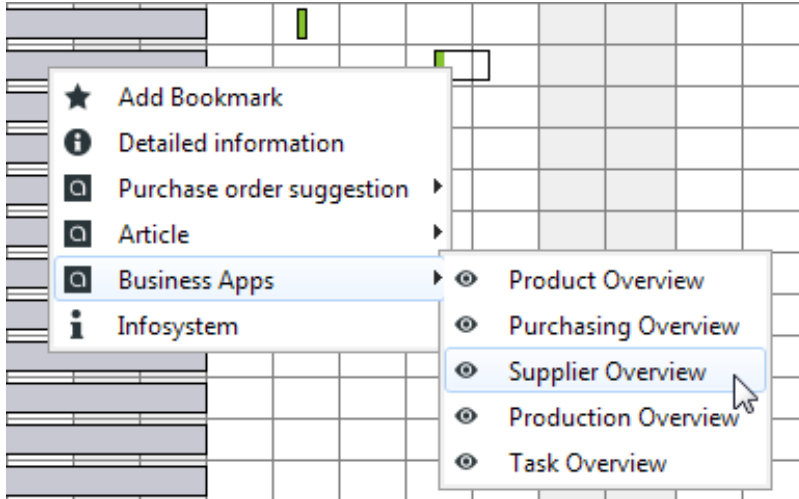 Add Bookmark
Detailed information
Purchase order suggestion
Article
Business Apps
Infosystem
Product Overview
Purchasing Overview
Supplier Overview
Production Overview
Task Overview